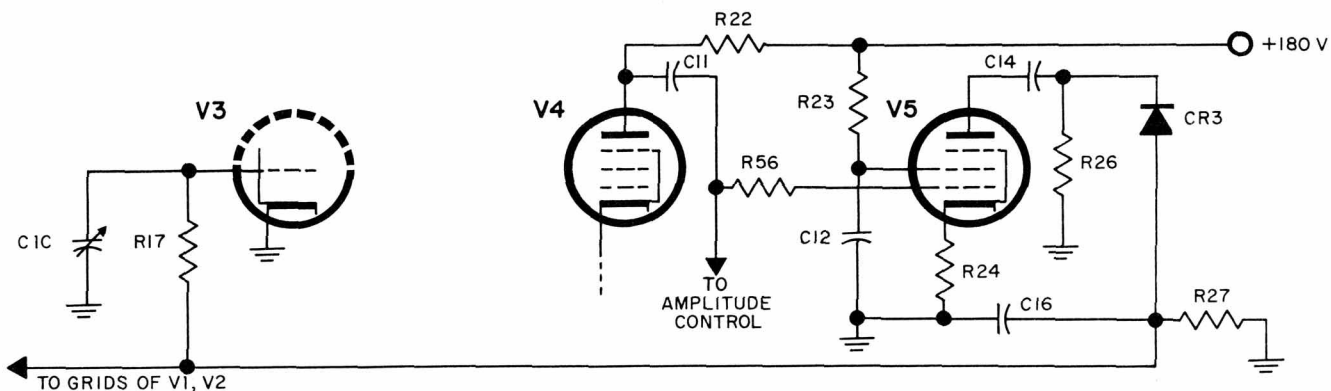 R22
+180 V
C11
C14
V3
V4
R23
V5
CR3
R56
R26
C1C
R17
C12
R24
TO
AMPLITUDE
CONTROL
C16
R27
TO GRIDS OF V1, V2